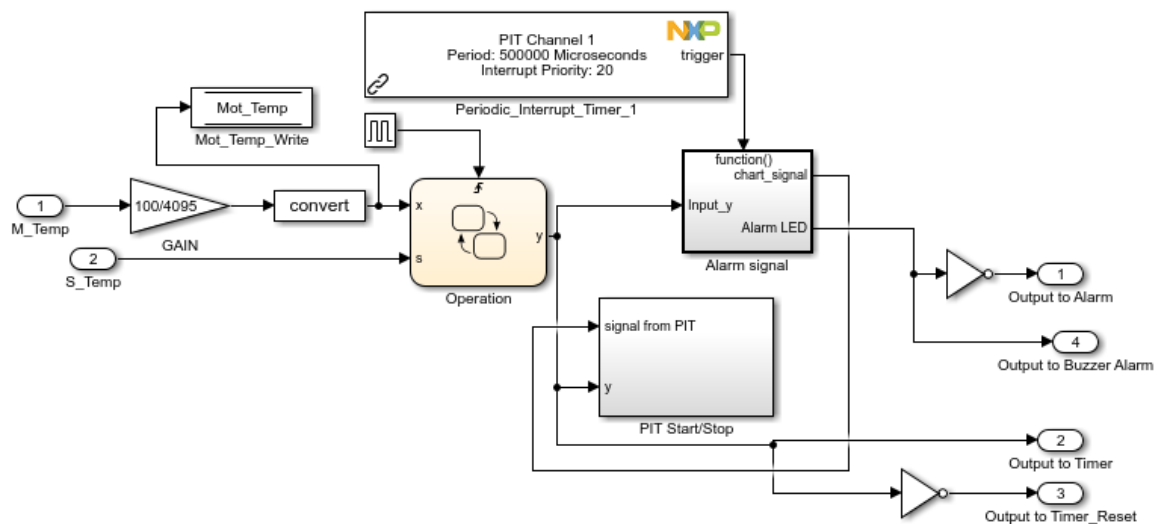 NXP
PIT Channel 1
Period: 500000 Microseconds
Interrupt Priority: 20
trigger
Periodic_Interrupt_Timer_1
Mot_Temp
Mot_Temp_Write
function()
chart_signal
Input_y
Alarm LED
Alarm signal
1
M_Temp
100/4095
GAIN
convert
x
s
y
Operation
2
S_Temp
1
Output to Alarm
signal from PIT
y
PIT Start/Stop
4
Output to Buzzer Alarm
2
Output to Timer
3
Output to Timer_Reset